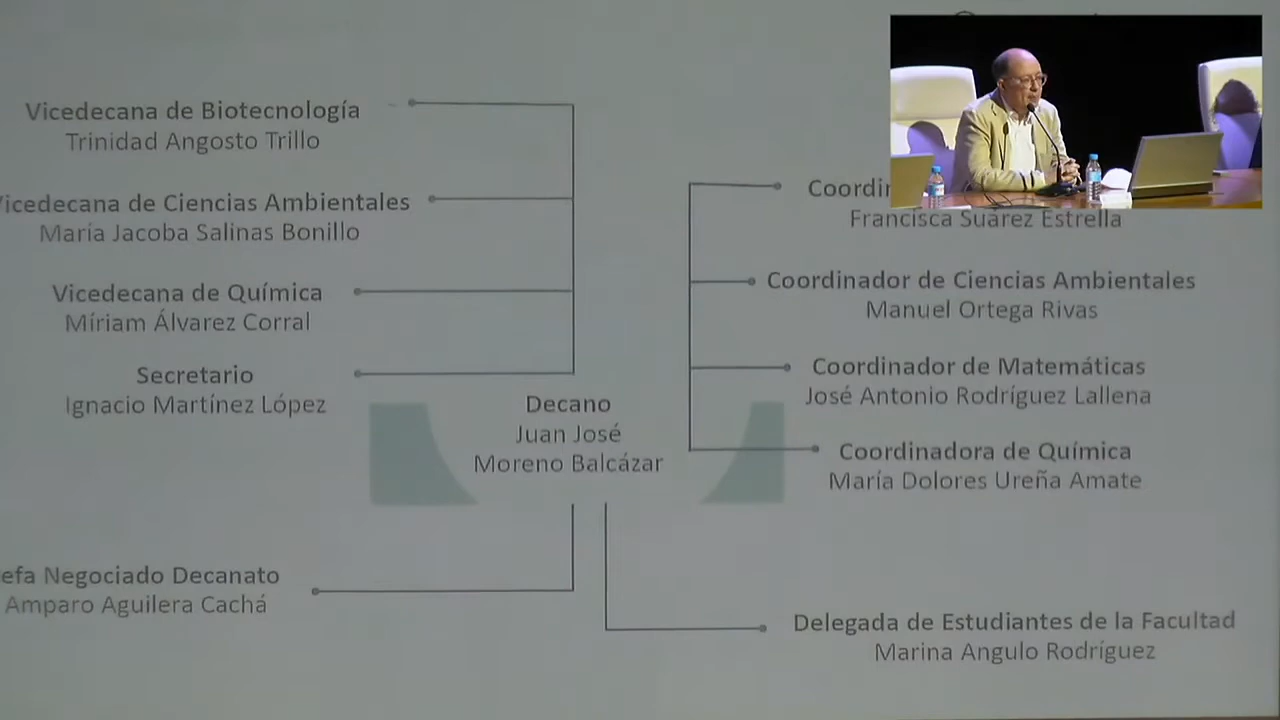 Vicedecana de Biotecnología
Trinidad Angosto Trillo
Vicedecana de Ciencias Ambientales
María Jacoba Salinas Bonillo
Vicedecana de Química
Míriam Álvarez Corral
Secretario
Ignacio Martínez López
Decano
Juan José
Moreno Balcázar
efa Negociado Decanato
Amparo Aguilera Cachá
Francisca Suárez Estrella
Coordinador de Ciencias Ambientales
Manuel Ortega Rivas
Coordinador de Matemáticas
José Antonio Rodríguez Lallena
Coordinadora de Química
María Dolores Ureña Amate
Delegada de Estudiantes de la Facultad
Marina Angulo Rodríguez